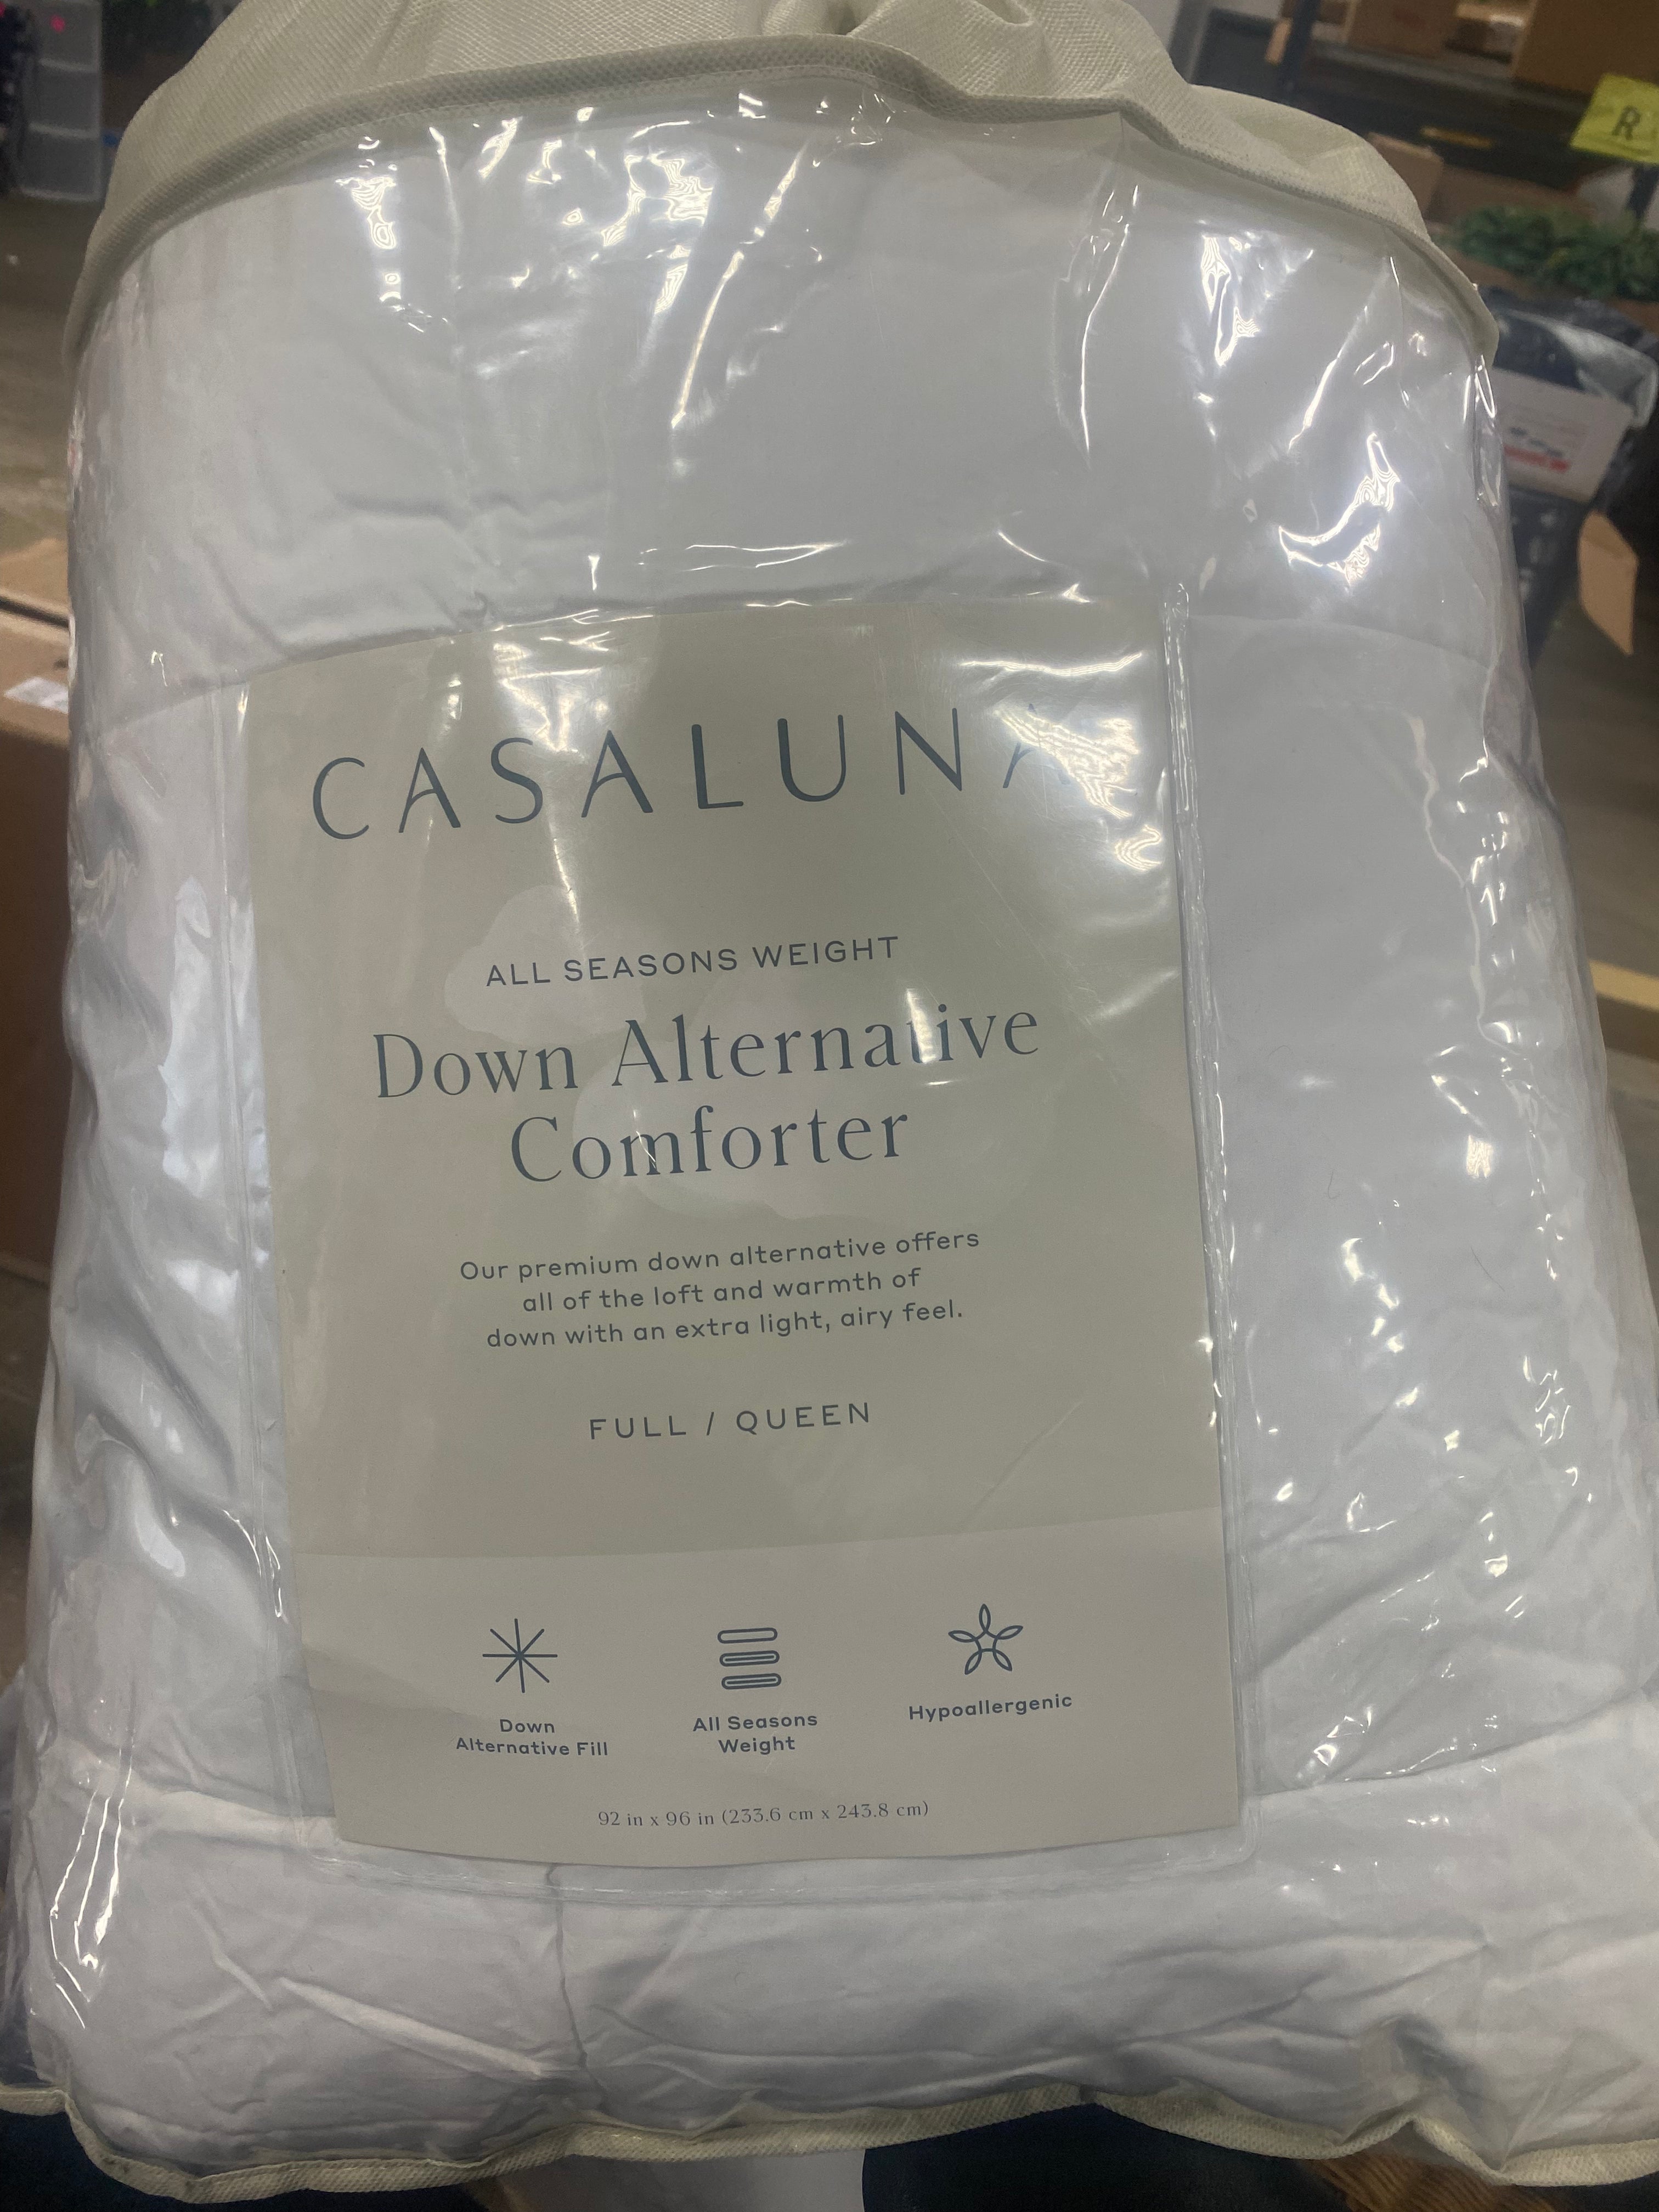 R
CASALUNA
ALL SEASONS WEIGHT
Down Alternative
Comforter
Our premium down alternative offers
all of the loft and warmth of
down with an extra light, airy feel.
FULL / QUEEN
Down
Alternative Fill
All Seasons
Weight
Hypoallergenic
92 in x 96 in (233.6 cm x 243.8 cm)